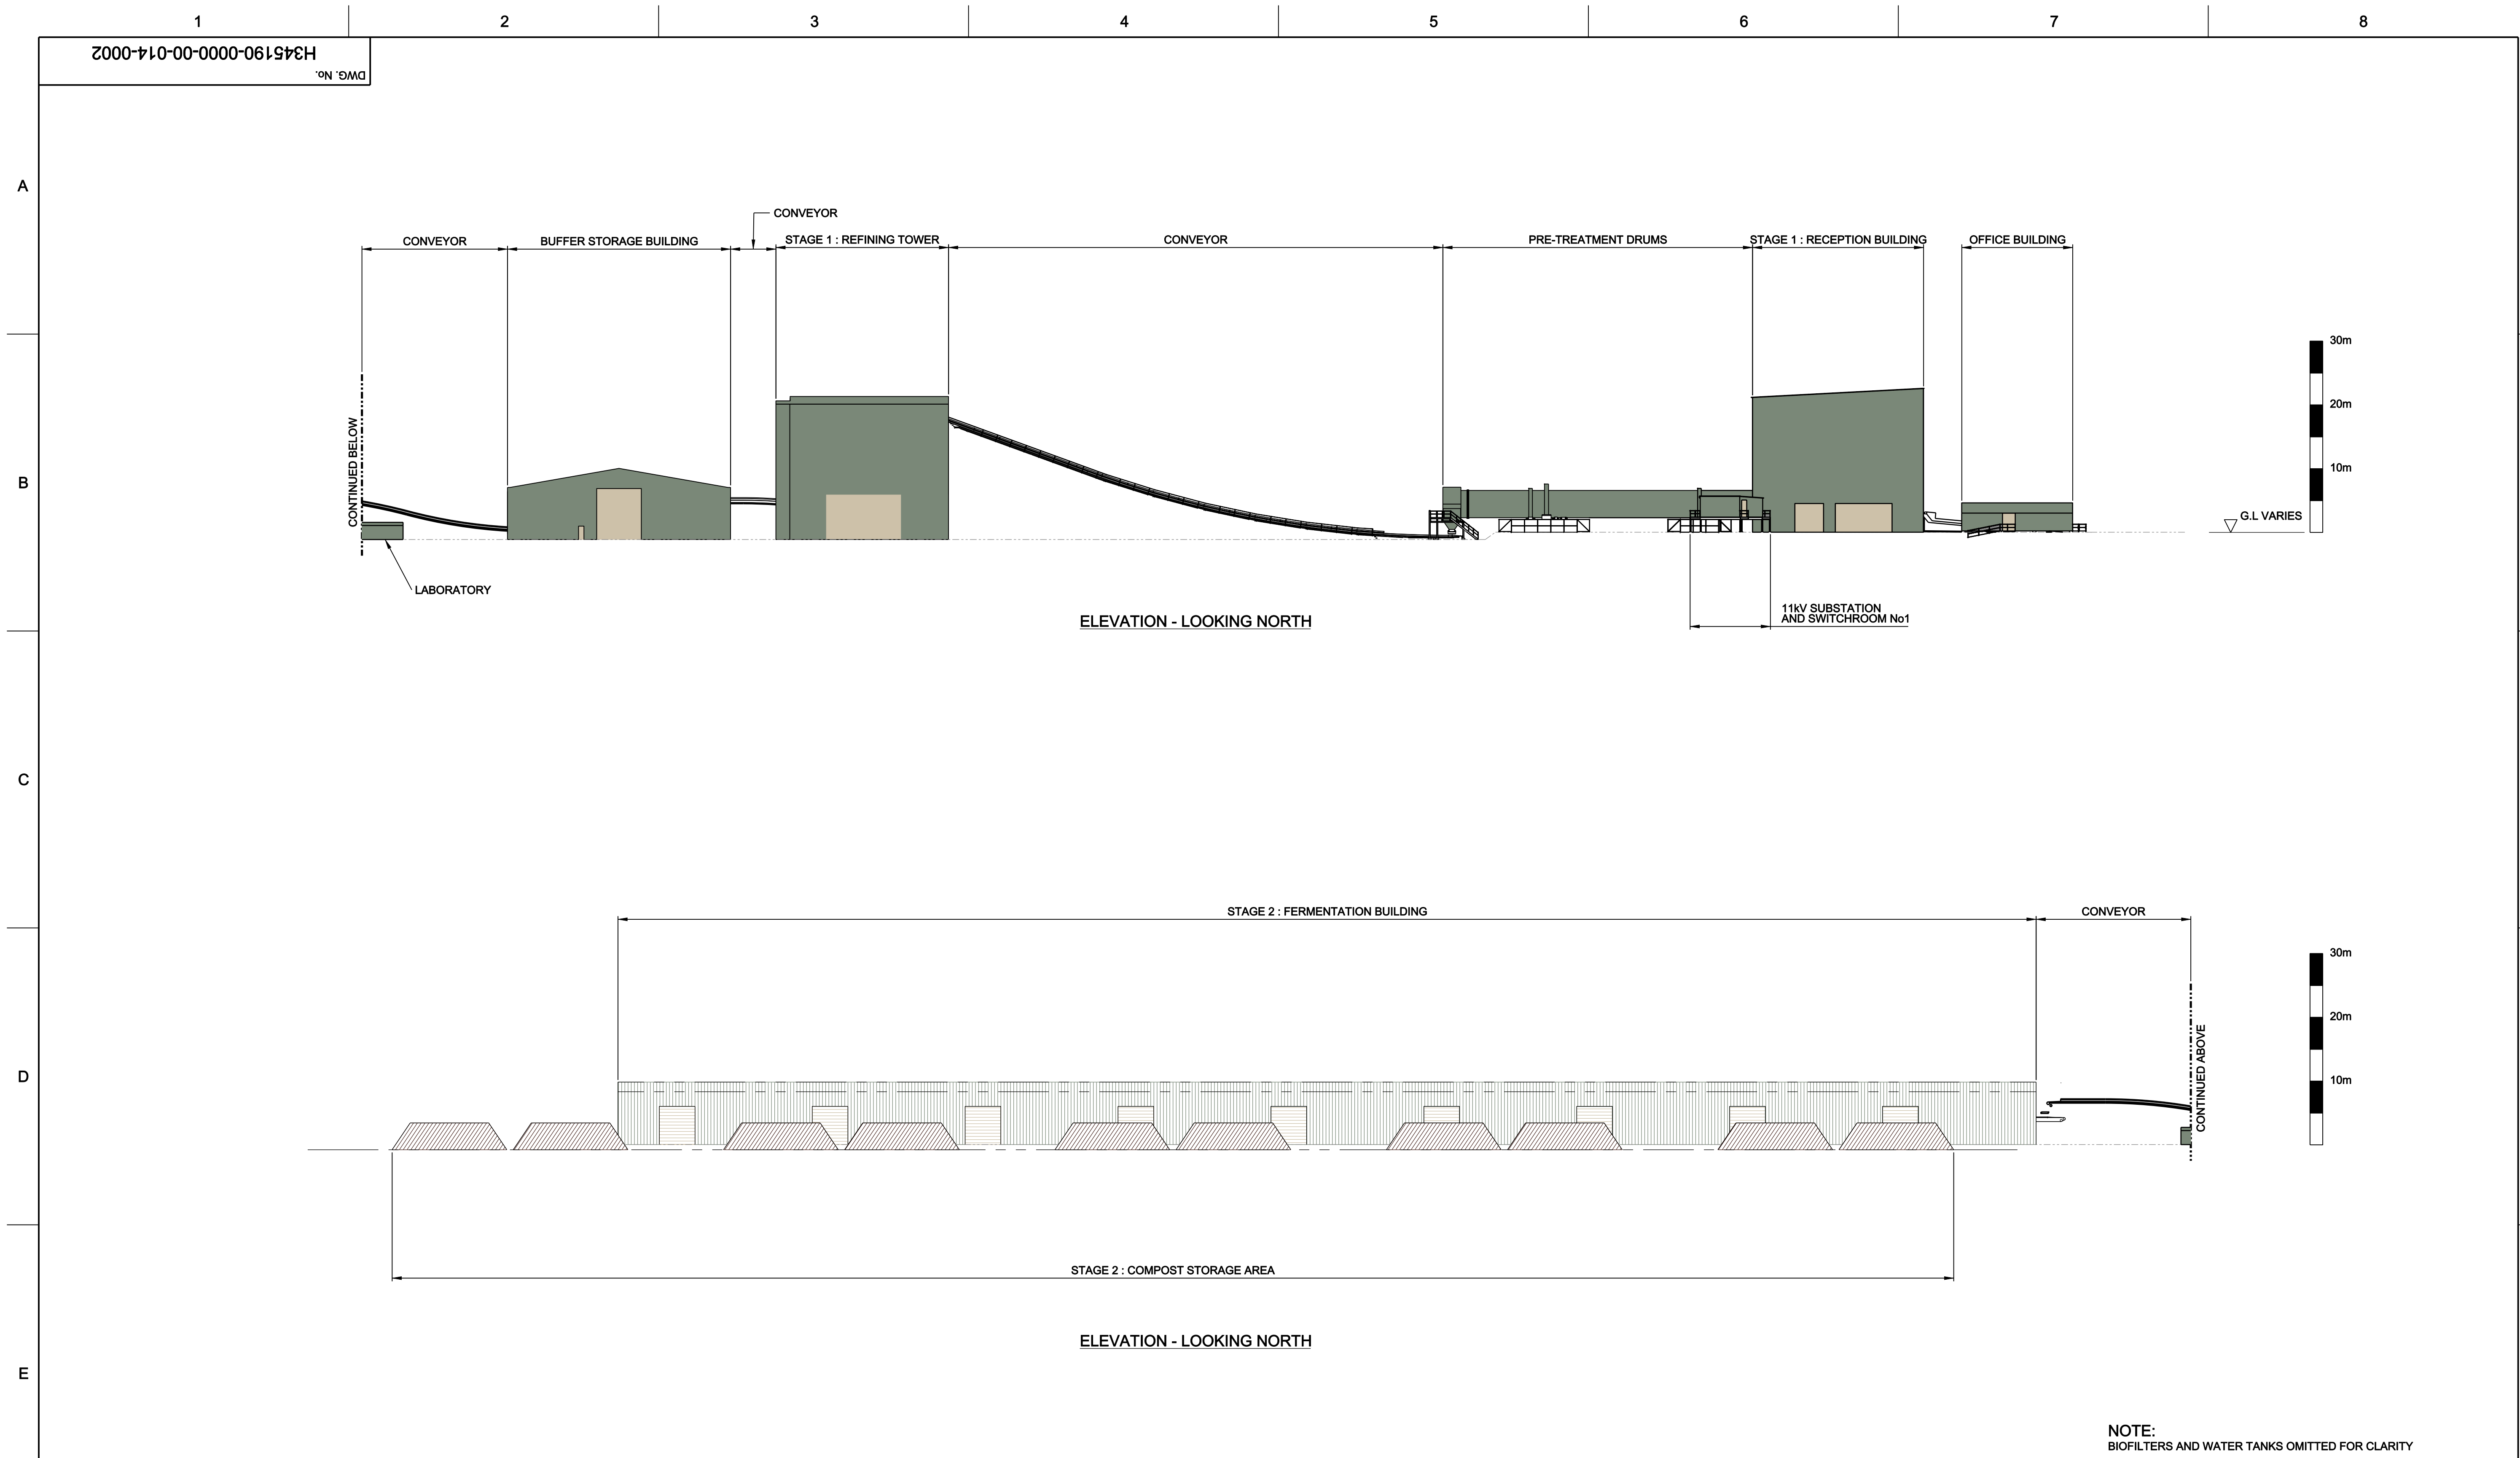 1 2 3 4 5 6 7 8
H345190-0000-00-014-0002
DWG. No.
A
CONVEYOR
CONVEYOR BUFFER STORAGE BUILDING STAGE 1 : REFINING TOWER CONVEYOR PRE-TREATMENT DRUMS STAGE 1 : RECEPTION BUILDING OFFICE BUILDING
30m
20m
10m
CONTINUED BELOW
B
G.L VARIES
LABORATORY
11kV SUBSTATION
AND SWITCHROOM No1
ELEVATION - LOOKING NORTH
C
STAGE 2 : FERMENTATION BUILDING CONVEYOR
30m
20m
10m
CONTINUED ABOVE
D
STAGE 2 : COMPOST STORAGE AREA
ELEVATION - LOOKING NORTH
E
NOTE:
BIOFILTERS AND WATER TANKS OMITTED FOR CLARITY